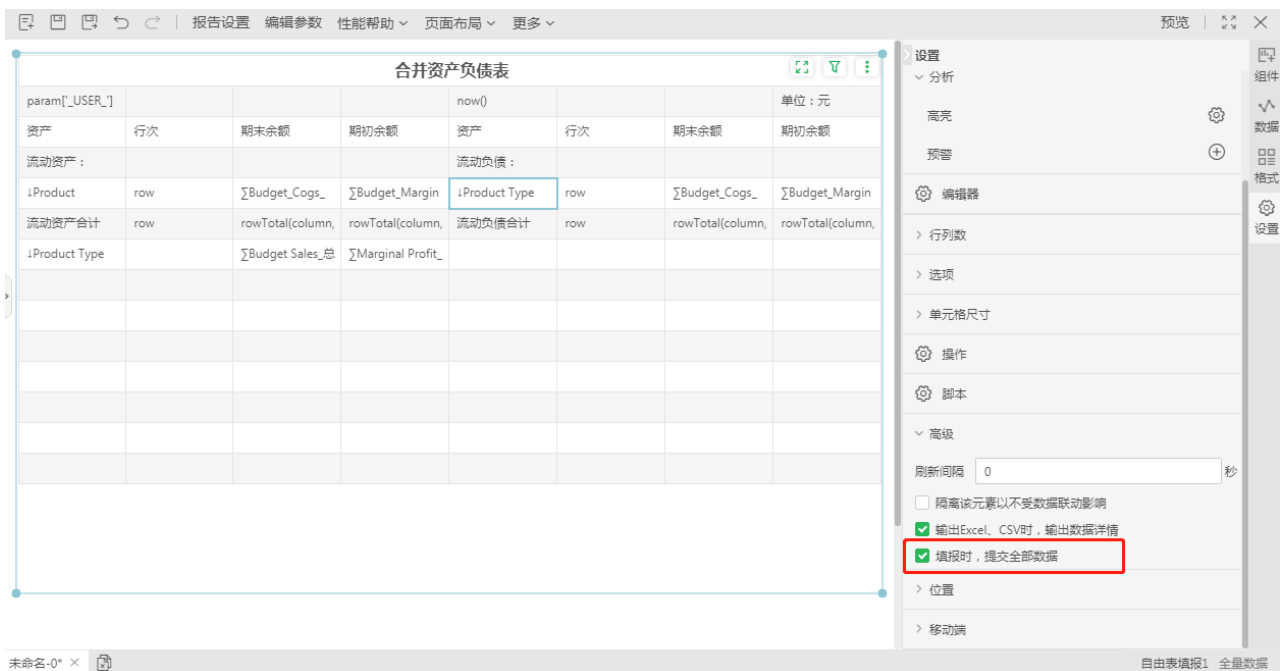 报告设置 编辑参数 性能帮助 页面布局 更多 预览
合并资产负债表
param['_USER_'] now() 单位：元
资产 行次 期末余额 期初余额 资产 行次 期末余额 期初余额
流动资产： 流动负债：
↓Product row ∑Budget_Cogs_ ∑Budget_Margin ↓Product Type row ∑Budget_Cogs_ ∑Budget_Margin
流动资产合计 row rowTotal(column, rowTotal(column, 流动负债合计 row rowTotal(column, rowTotal(column,
↓Product Type ∑Budget Sales_总 ∑Marginal Profit_
设置
分析
高亮
预警
编辑器
行列数
选项
单元格尺寸
操作
脚本
高级
刷新间隔 0 秒
隔离该元素以不受数据联动影响
输出Excel、CSV时，输出数据详情
填报时，提交全部数据
位置
移动端
组件
数据
格式
设置
未命名-0* 自由表填报1 全量数据